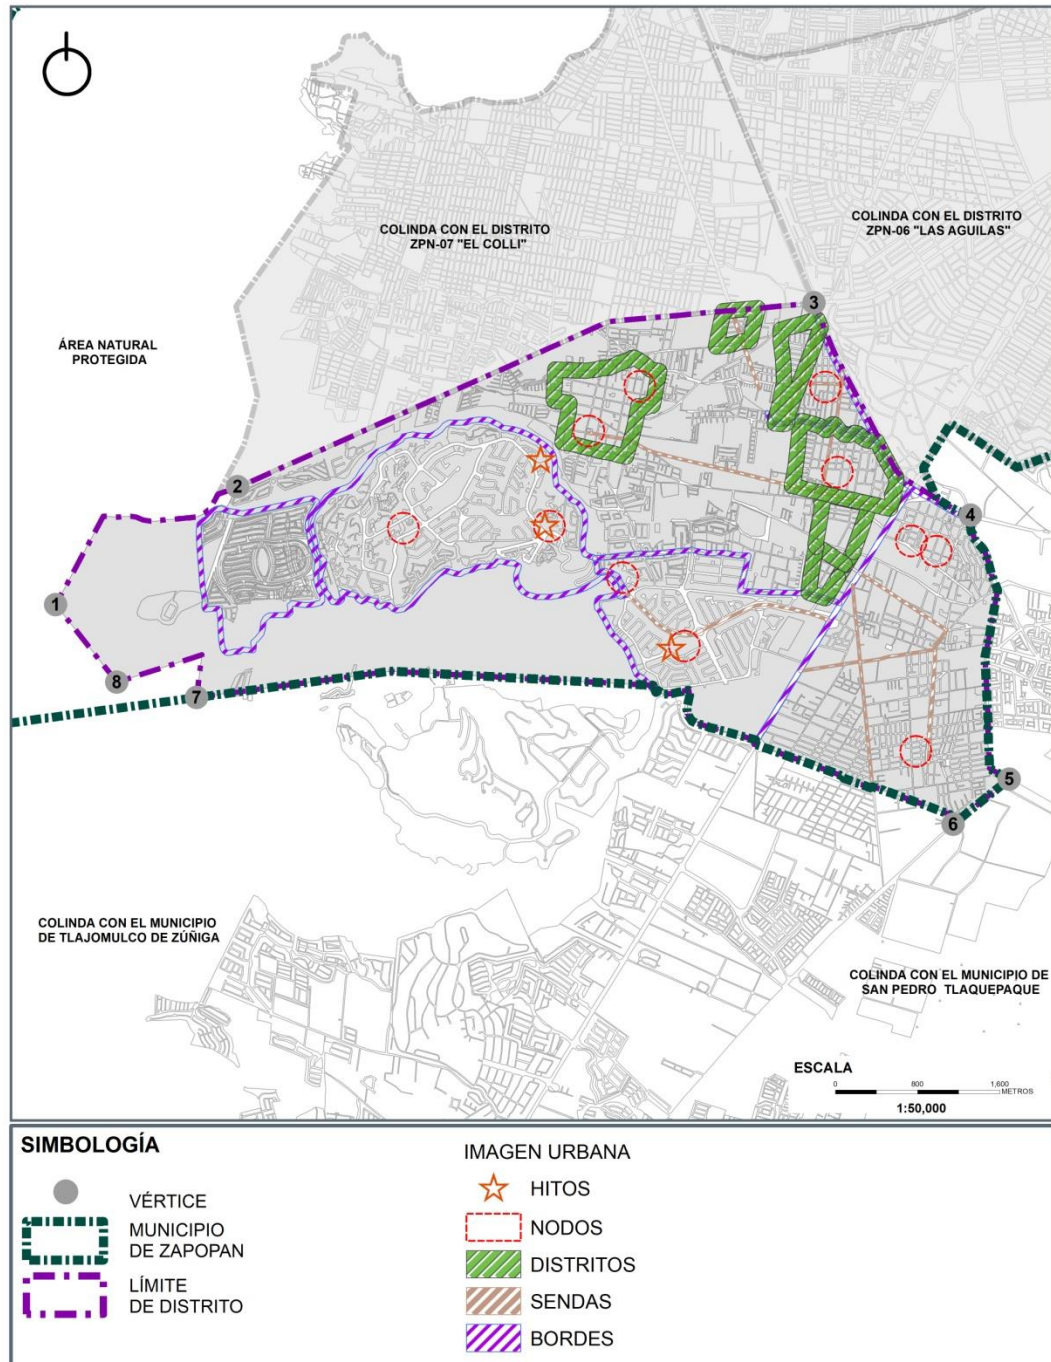 COLINDA CON EL DISTRITO
ZPN-06 "LAS AGUILAS"
COLINDA CON EL DISTRITO
ZPN-07 "EL COLLI"
3
ÁREA NATURAL
PROTEGIDA
2
4
1
8
7
5
6
COLINDA CON EL MUNICIPIO
DE TLAJOMULCO DE ZÚÑIGA
COLINDA CON EL MUNICIPIO DE
SAN PEDRO TLAQUEPAQUE
ESCALA
0 800 1,600
METROS
1:50,000
SIMBOLOGÍA
VÉRTICE
MUNICIPIO
DE ZAPOPAN
LÍMITE
DE DISTRITO
IMAGEN URBANA
HITOS
NODOS
DISTRITOS
SENDAS
BORDES